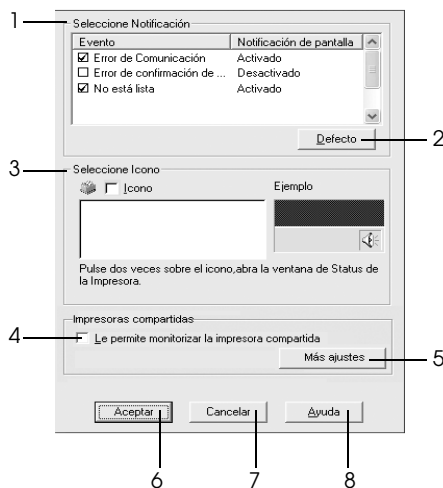 1
Seleccione Notificación
Evento Notificación de pantalla
Error de Comunicación Activado
Error de confirmación de ... Desactivado
No está lista Activado
Defecto
2
3
Seleccione Icono
Icono
Ejemplo
Pulse dos veces sobre el icono,abra la ventana de Status de
la Impresora.
Impresoras compartidas
4
Le permite monitorizar la impresora compartida
Más ajustes
5
Aceptar Cancelar Ayuda
6 7 8